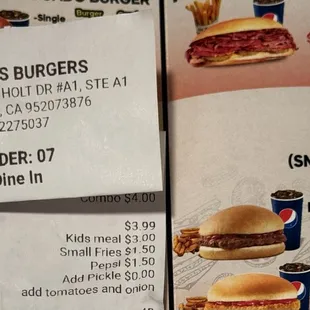 -Single
Burger
S BURGERS
HOLT DR #A1, STE A1
, CA 952073876
2275037
DER: 07
Dine In
Combo $4.00
$3.99
Kids meal $3.00
Small Fries $1.50
Pepsi $1.50
Add Pickle $0.00
add tomatoes and onion
(SN